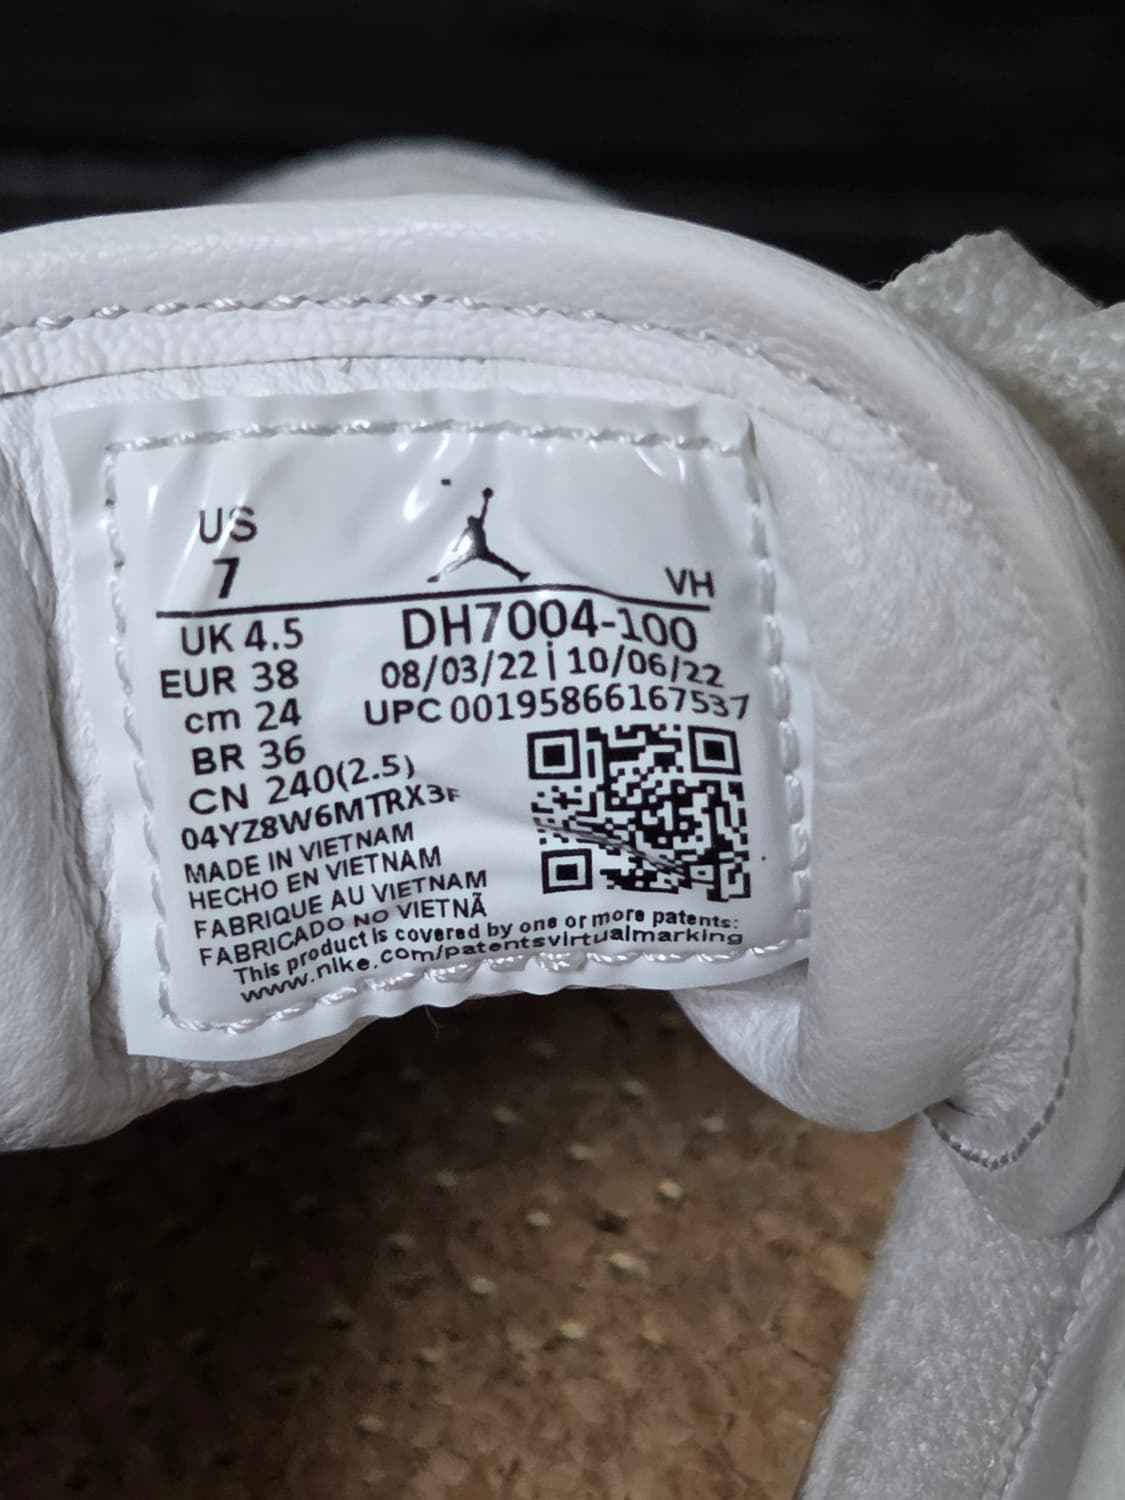 US
7
VH
UK 4.5
DH7004-100
EUR 38
08/03/22 | 10/06/22
cm 24
UPC 00195866167537
BR 36
CN 240(2.5)
04YZ8W6MTRX3F
MADE IN VIETNAM
HECHO EN VIETNAM
FABRIQUE AU VIETNAM
FABRICADO NO VIETNÃ
This product is covered by one or more patents:
www.nike.com/patentsvirtualmarking